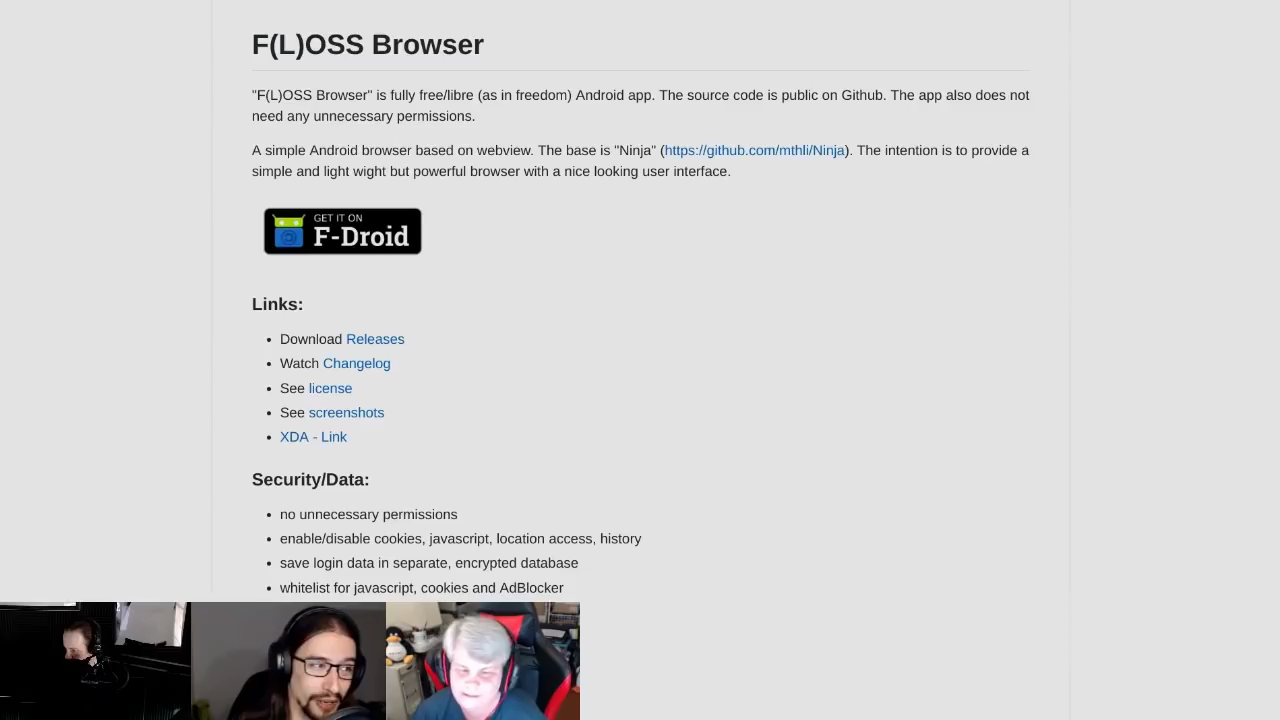 F(L)OSS Browser
"F(L)OSS Browser" is fully free/libre (as in freedom) Android app. The source code is public on Github. The app also does not
need any unnecessary permissions.
A simple Android browser based on webview. The base is "Ninja" (https://github.com/mthli/Ninja). The intention is to provide a
simple and light wight but powerful browser with a nice looking user interface.
GET IT ON
F-Droid
Links:
• Download Releases
• Watch Changelog
• See license
• See screenshots
• XDA - Link
Security/Data:
• no unnecessary permissions
• enable/disable cookies, javascript, location access, history
• save login data in separate, encrypted database
• whitelist for javascript, cookies and AdBlocker